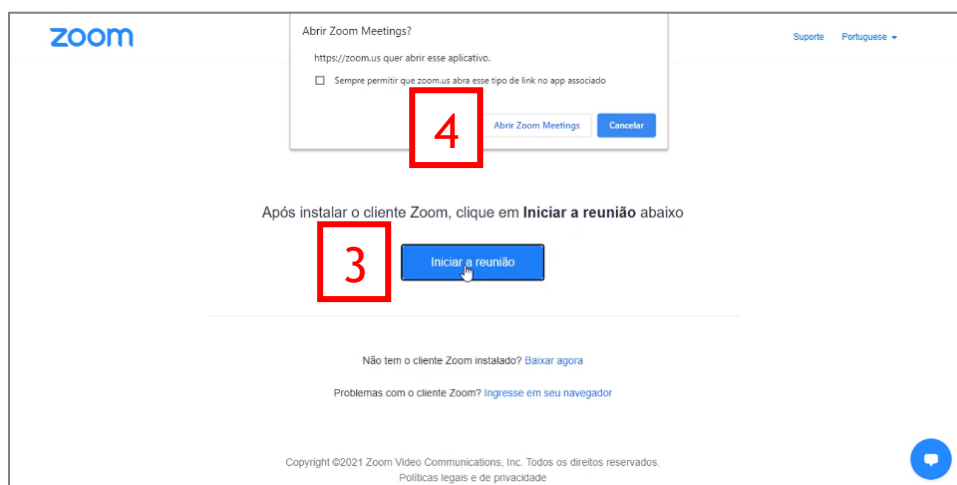 zoom
Suporte Portuguese
Abrir Zoom Meetings?
https://zoom.us quer abrir esse aplicativo.
Sempre permitir que zoom.us abra esse tipo de link no app associado
4
Abrir Zoom Meetings Cancelar
Após instalar o cliente Zoom, clique em Iniciar a reunião abaixo
3
Iniciar a reunião
Não tem o cliente Zoom instalado? Baixar agora
Problemas com o cliente Zoom? Ingresse em seu navegador
Copyright ©2021 Zoom Video Communications, Inc. Todos os direitos reservados.
Políticas legais e de privacidade